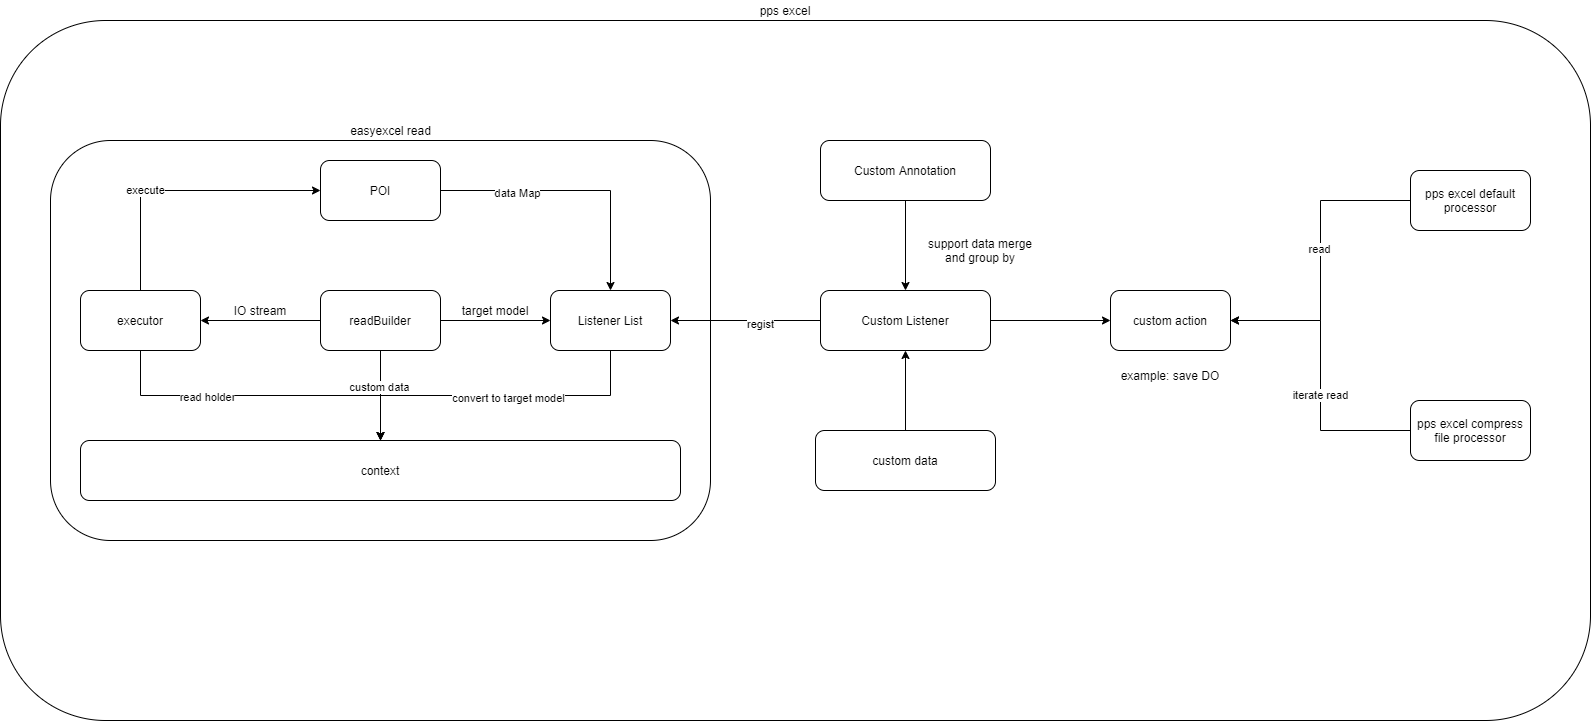 pps excel
easyexcel read
POI
execute
data Map
executor
IO stream
readBuilder
target model
Listener List
custom data
read holder
convert to target model
context
regist
Custom Annotation
support data merge
and group by
Custom Listener
custom data
custom action
example: save DO
read
iterate read
pps excel default
processor
pps excel compress
file processor